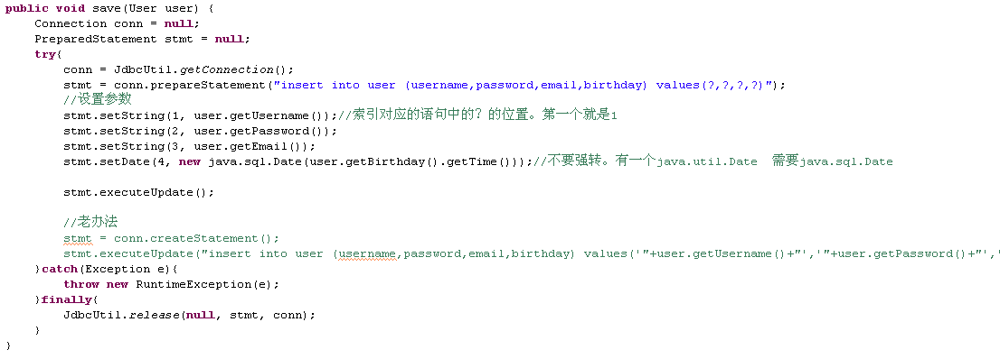 public void save(User user) {
    Connection conn = null;
    PreparedStatement stmt = null;
    try{
        conn = JdbcUtil.getConnection();
        stmt = conn.prepareStatement("insert into user (username,password,email,birthday) values(?,?,?,?)");
        //设置参数
        stmt.setString(1, user.getUsername());//索引对应的语句中的? 的位置。第一个就是1
        stmt.setString(2, user.getPassword());
        stmt.setString(3, user.getEmail());
        stmt.setDate(4, new java.sql.Date(user.getBirthday().getTime()));//不要强转。有一个java.util.Date  需要java.sql.Date
        stmt.executeUpdate();
        //老办法
        stmt = conn.createStatement();
        stmt.executeUpdate("insert into user (username,password,email,birthday) values('"+user.getUsername()+"','"+user.getPassword()+"','
    }catch(Exception e){
        throw new RuntimeException(e);
    }finally{
        JdbcUtil.release(null, stmt, conn);
    }
}